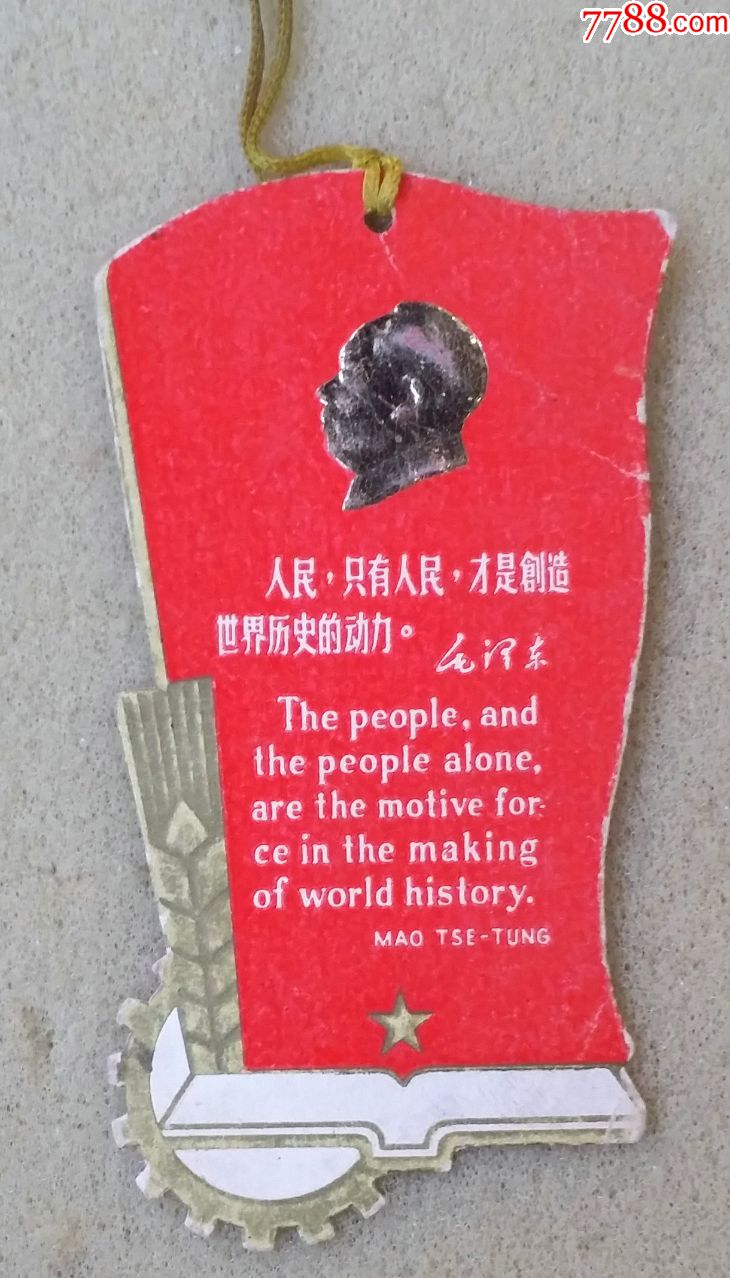 7788.com
人民，只有人民，才是創造
世界历史的动力。
毛泽东
The people, and
the people alone,
are the motive for-
ce in the making
of world history.
MAO TSE-TUNG